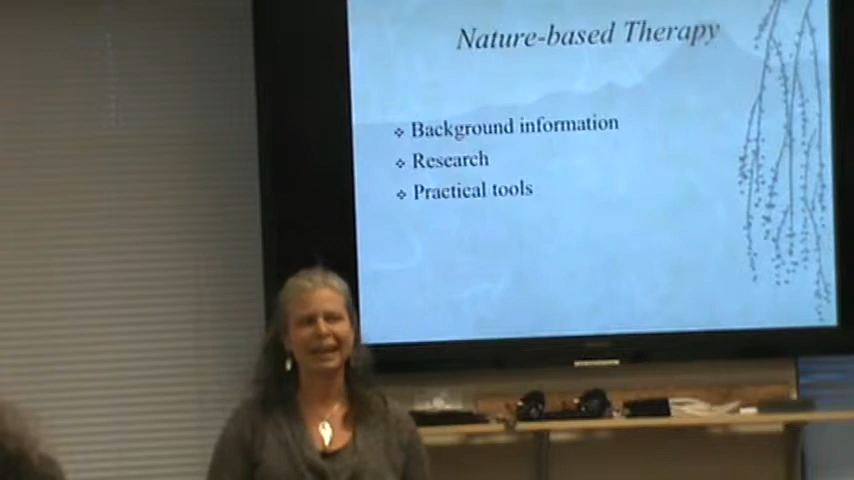 Nature-based Therapy
Background information
Research
Practical tools